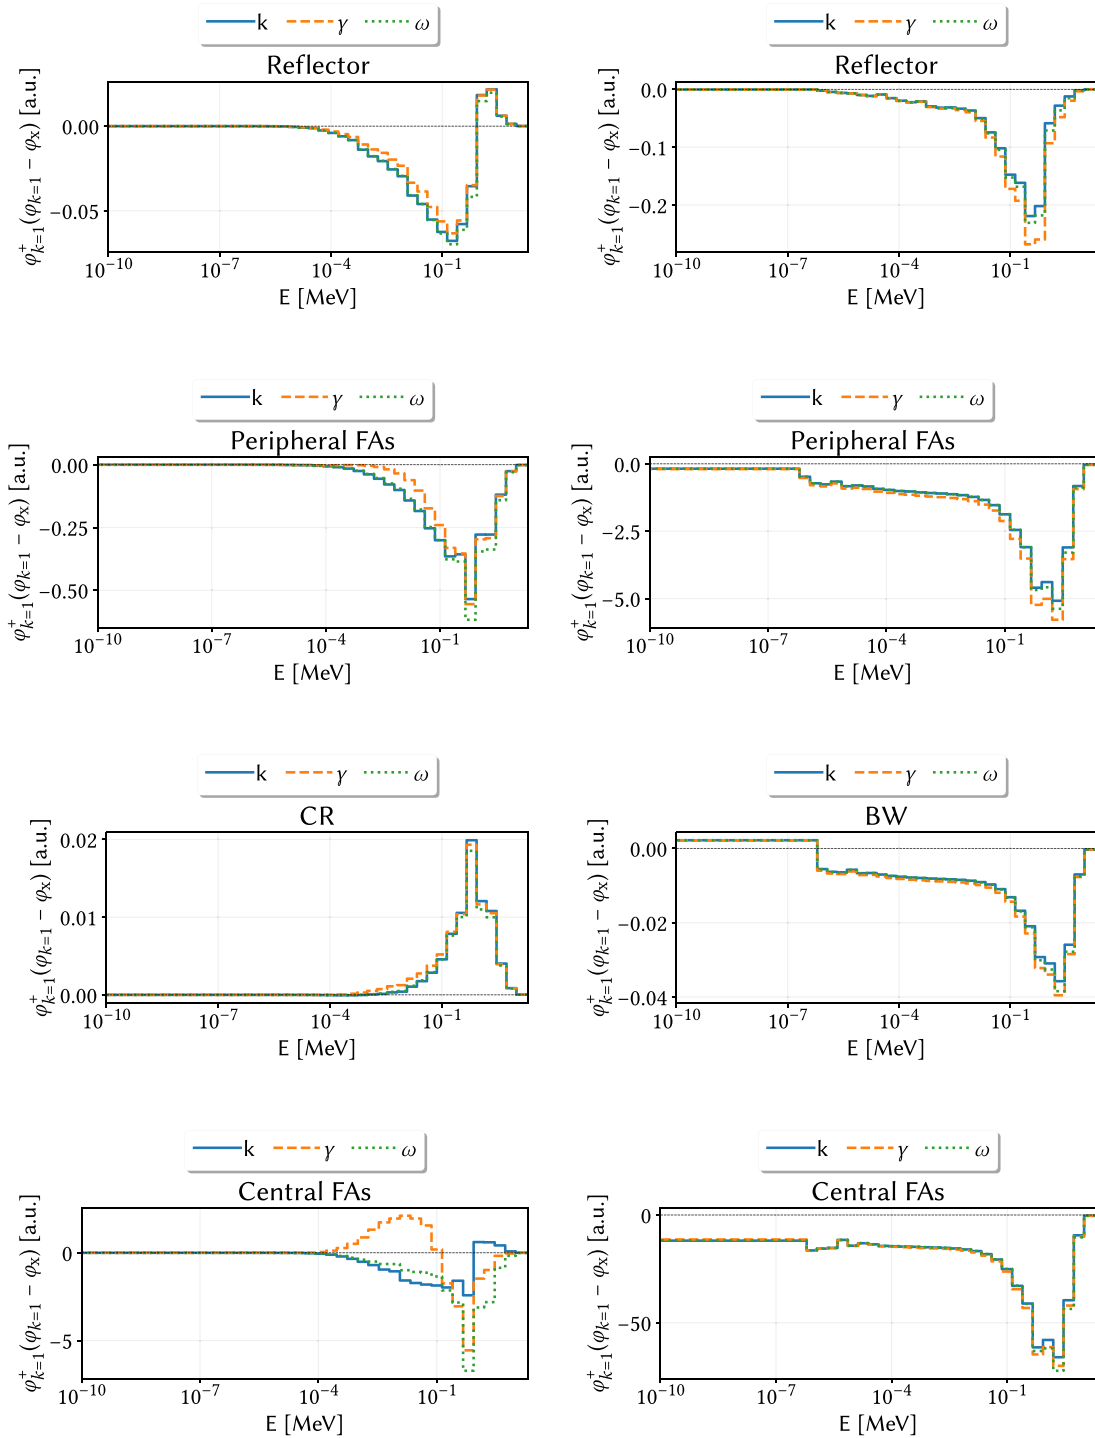 k γ ω
Reflector
φ⁺ₖ₌₁(φₖ₌₁ − φₓ) [a.u.]
0.00
−0.05
10⁻¹⁰ 10⁻⁷ 10⁻⁴ 10⁻¹
E [MeV]
k γ ω
Reflector
φ⁺ₖ₌₁(φₖ₌₁ − φₓ) [a.u.]
0.0
−0.1
−0.2
10⁻¹⁰ 10⁻⁷ 10⁻⁴ 10⁻¹
E [MeV]
k γ ω
Peripheral FAs
φ⁺ₖ₌₁(φₖ₌₁ − φₓ) [a.u.]
0.00
−0.25
−0.50
10⁻¹⁰ 10⁻⁷ 10⁻⁴ 10⁻¹
E [MeV]
k γ ω
Peripheral FAs
φ⁺ₖ₌₁(φₖ₌₁ − φₓ) [a.u.]
0.0
−2.5
−5.0
10⁻¹⁰ 10⁻⁷ 10⁻⁴ 10⁻¹
E [MeV]
k γ ω
CR
φ⁺ₖ₌₁(φₖ₌₁ − φₓ) [a.u.]
0.02
0.01
0.00
10⁻¹⁰ 10⁻⁷ 10⁻⁴ 10⁻¹
E [MeV]
k γ ω
BW
φ⁺ₖ₌₁(φₖ₌₁ − φₓ) [a.u.]
0.00
−0.02
−0.04
10⁻¹⁰ 10⁻⁷ 10⁻⁴ 10⁻¹
E [MeV]
k γ ω
Central FAs
φ⁺ₖ₌₁(φₖ₌₁ − φₓ) [a.u.]
0
−5
10⁻¹⁰ 10⁻⁷ 10⁻⁴ 10⁻¹
E [MeV]
k γ ω
Central FAs
φ⁺ₖ₌₁(φₖ₌₁ − φₓ) [a.u.]
0
−50
10⁻¹⁰ 10⁻⁷ 10⁻⁴ 10⁻¹
E [MeV]